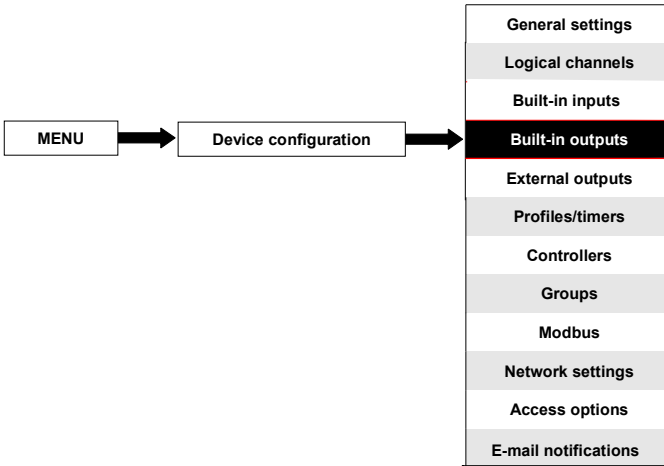 General settings
Logical channels
Built-in inputs
MENU
Device configuration
Built-in outputs
External outputs
Profiles/timers
Controllers
Groups
Modbus
Network settings
Access options
E-mail notifications